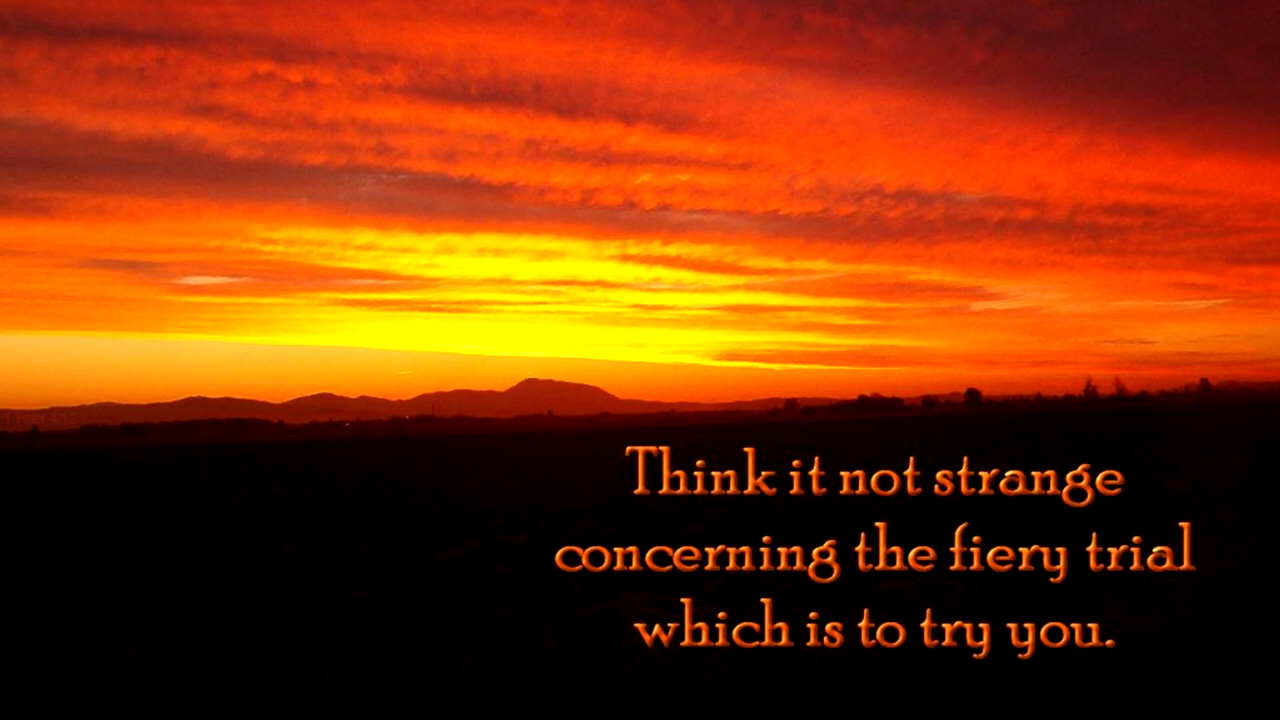 Think it not strange
concerning the fiery trial
which is to try you.